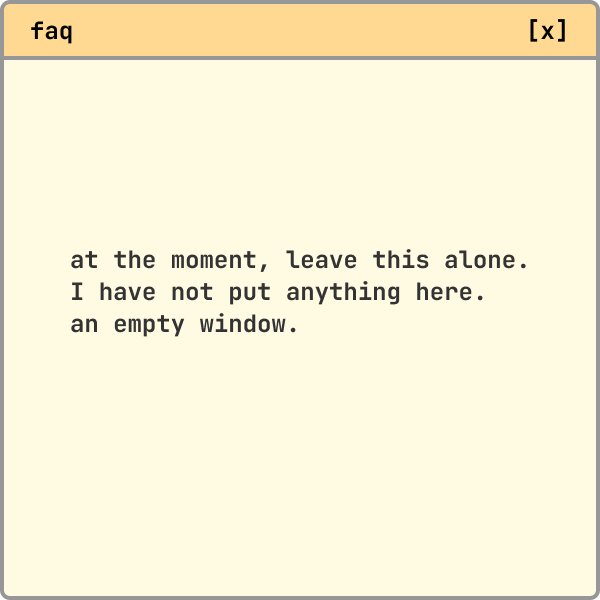 faq [x]
at the moment, leave this alone.
I have not put anything here.
an empty window.